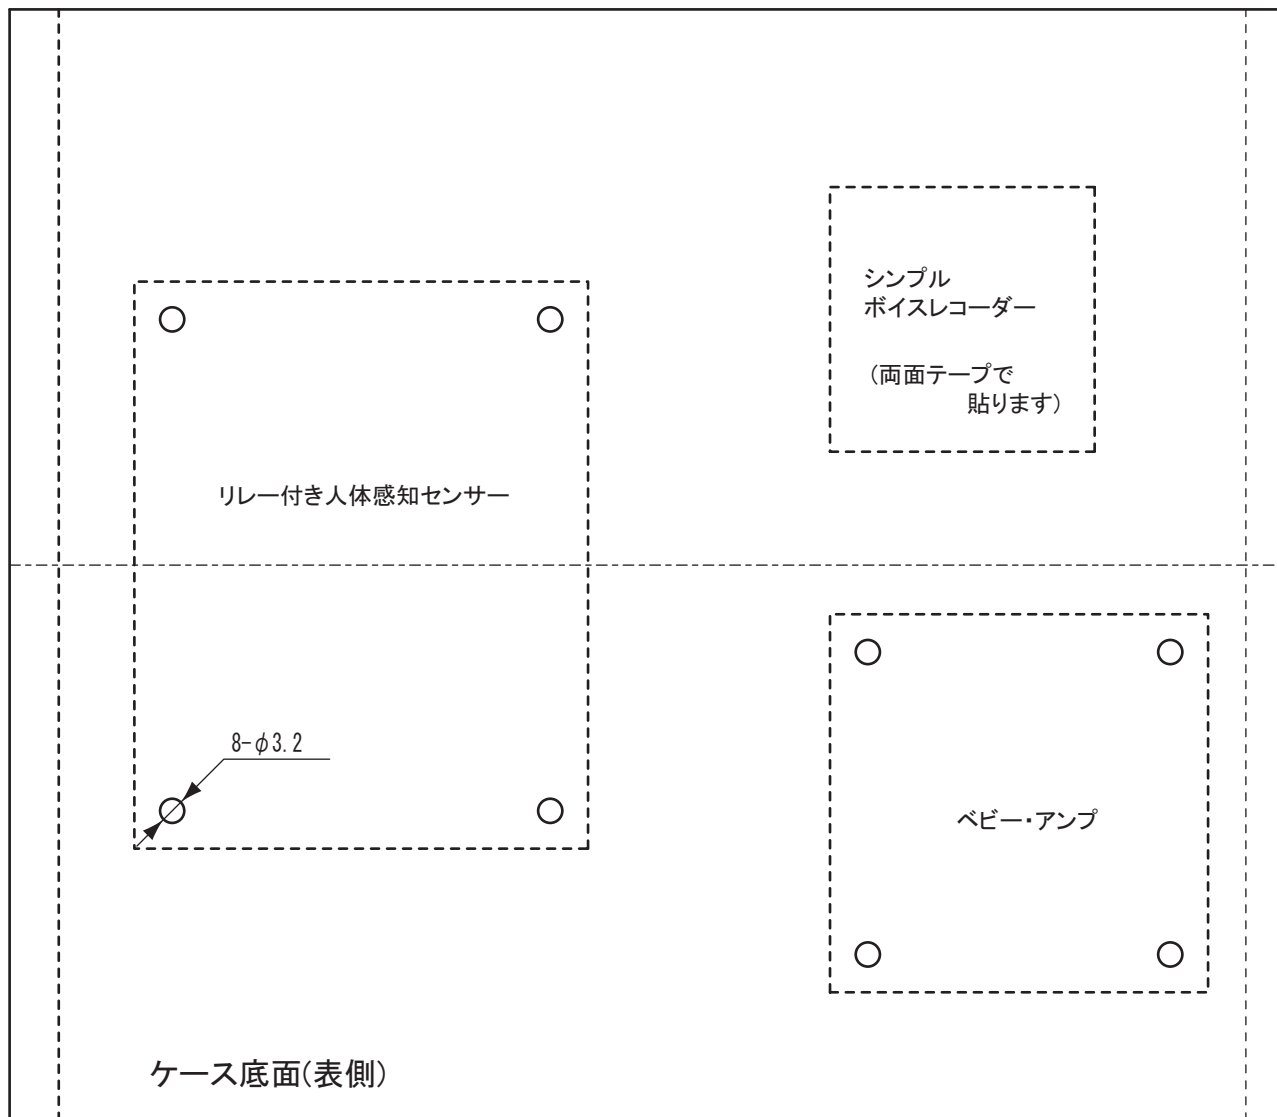 シンプル
ボイスレコーダー
（両面テープで
貼ります）
リレー付き人体感知センサー
8-φ3.2
ベビー・アンプ
ケース底面(表側)